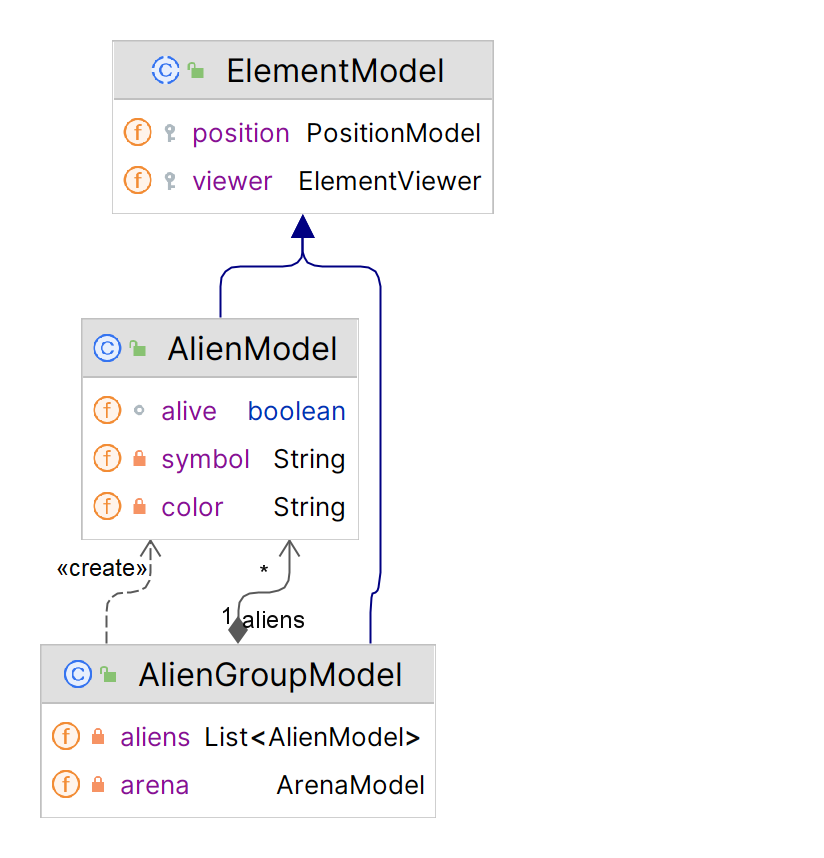 ElementModel
position PositionModel
viewer ElementViewer
AlienModel
alive boolean
symbol String
color String
«create»
*
1 aliens
AlienGroupModel
aliens List<AlienModel>
arena ArenaModel